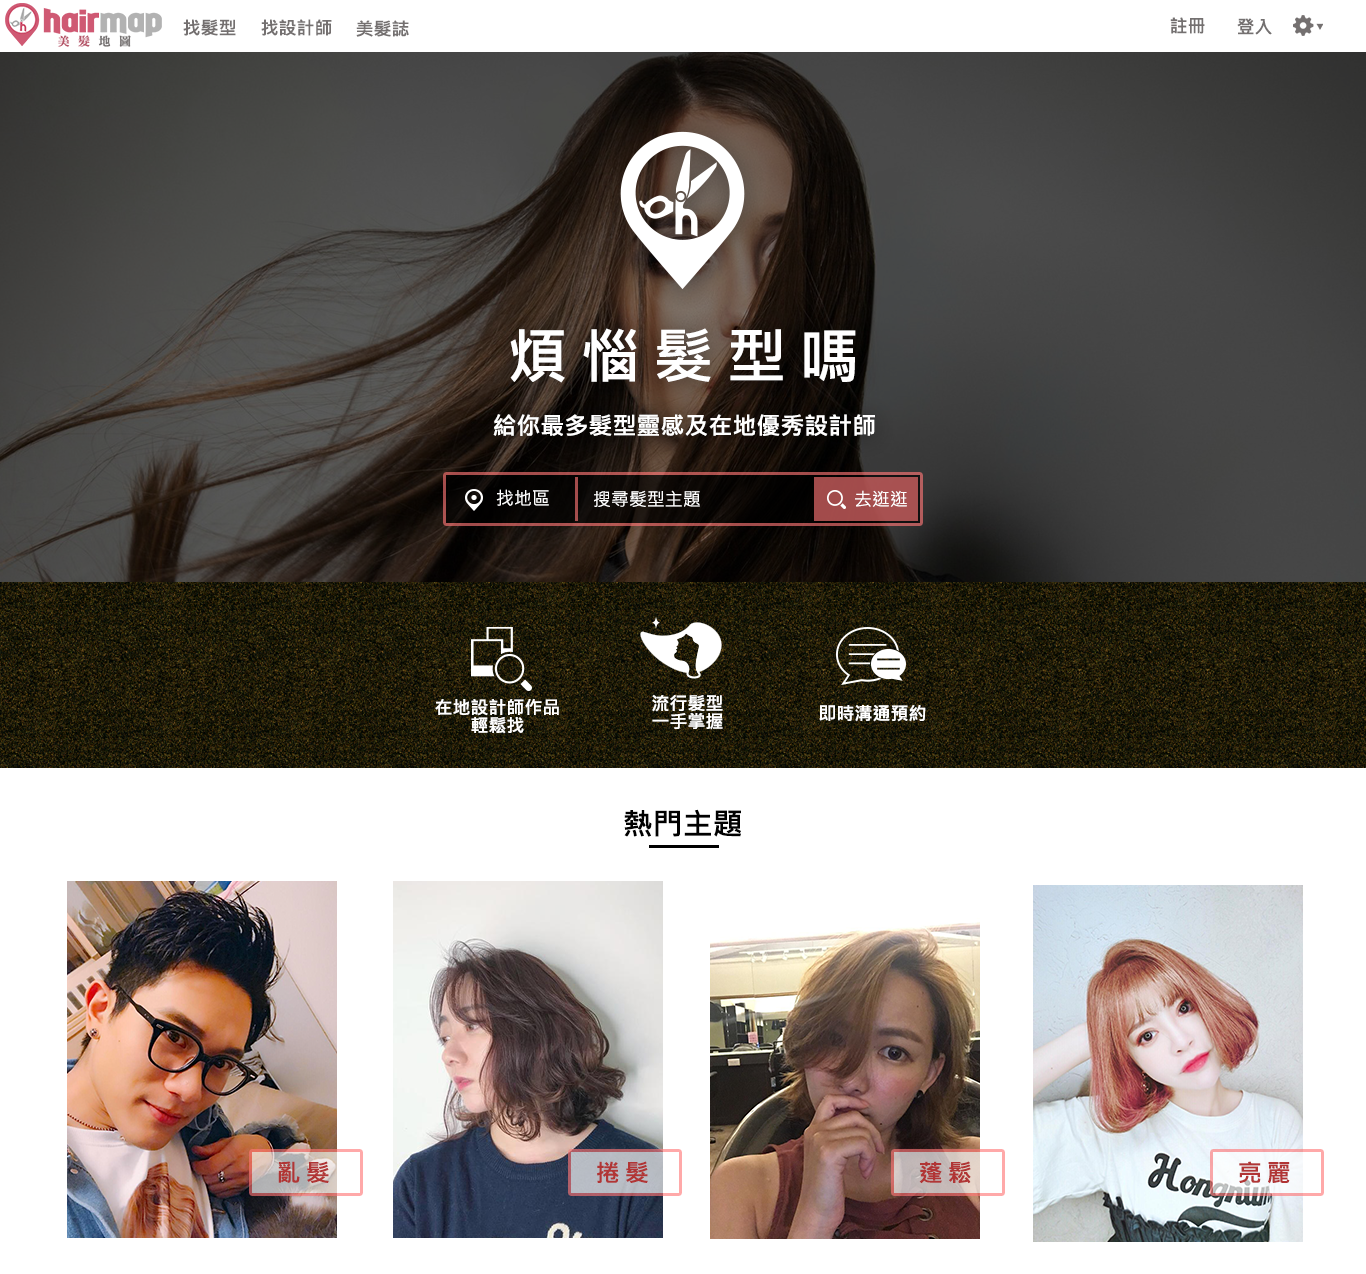 hairmap
美髮地圖
找髮型
找設計師
美髮誌
註冊
登入
煩惱髮型嗎
給你最多髮型靈感及在地優秀設計師
找地區
搜尋髮型主題
去逛逛
在地設計師作品
輕鬆找
流行髮型
一手掌握
即時溝通預約
熱門主題
亂髮
捲髮
蓬鬆
亮麗